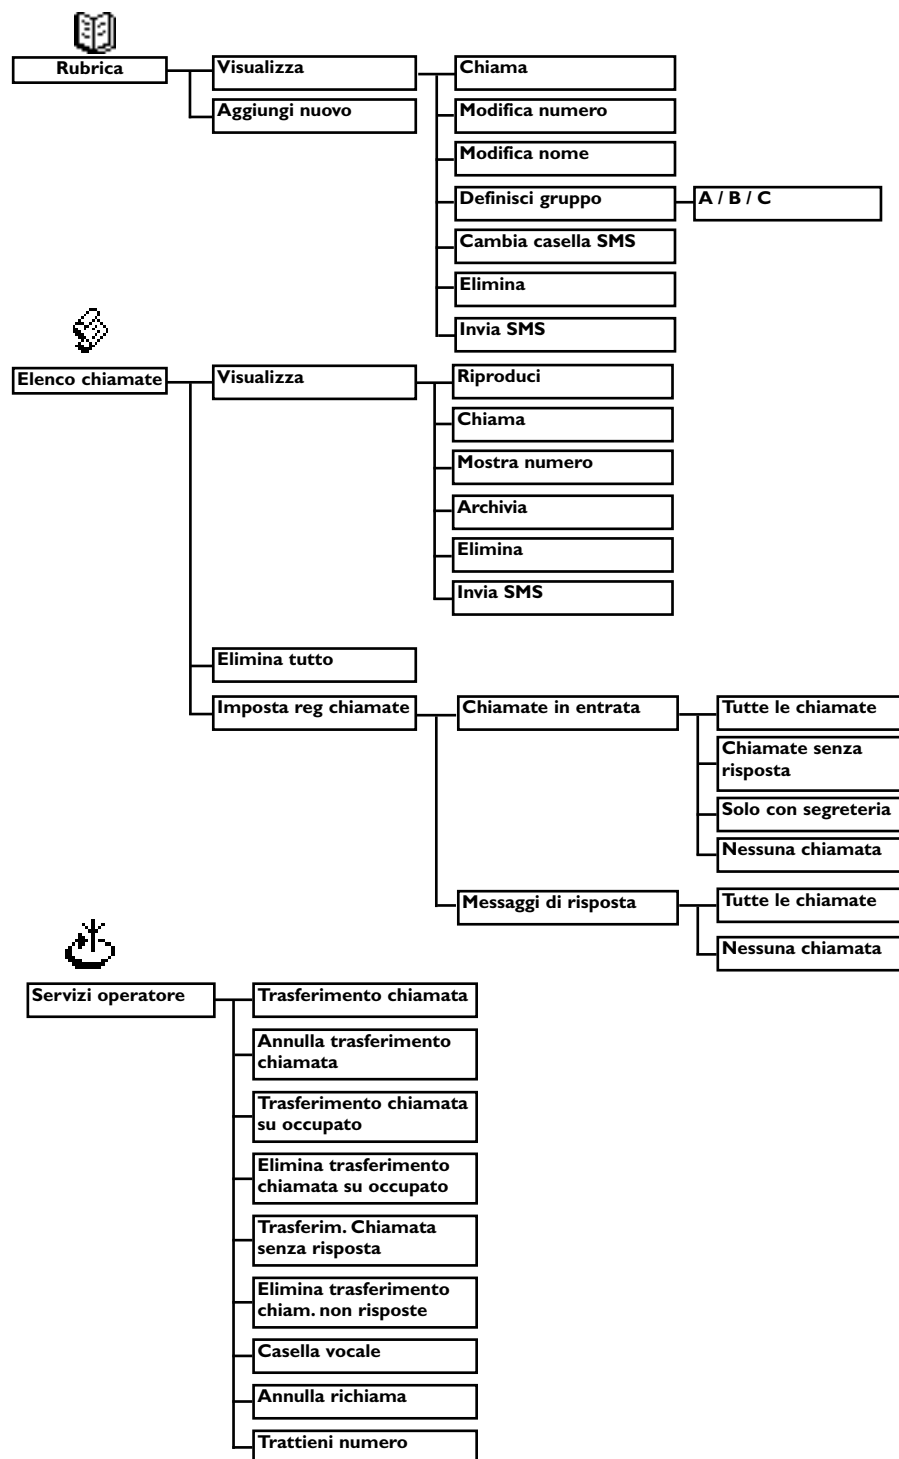 Rubrica
Visualizza
Chiama
Aggiungi nuovo
Modifica numero
Modifica nome
Definisci gruppo
A / B / C
Cambia casella SMS
Elimina
Invia SMS
Elenco chiamate
Visualizza
Riproduci
Chiama
Mostra numero
Archivia
Elimina
Invia SMS
Elimina tutto
Imposta reg chiamate
Chiamate in entrata
Tutte le chiamate
Chiamate senza
risposta
Solo con segreteria
Nessuna chiamata
Messaggi di risposta
Tutte le chiamate
Nessuna chiamata
Servizi operatore
Trasferimento chiamata
Annulla trasferimento
chiamata
Trasferimento chiamata
su occupato
Elimina trasferimento
chiamata su occupato
Trasferim. Chiamata
senza risposta
Elimina trasferimento
chiam. non risposte
Casella vocale
Annulla richiama
Trattieni numero